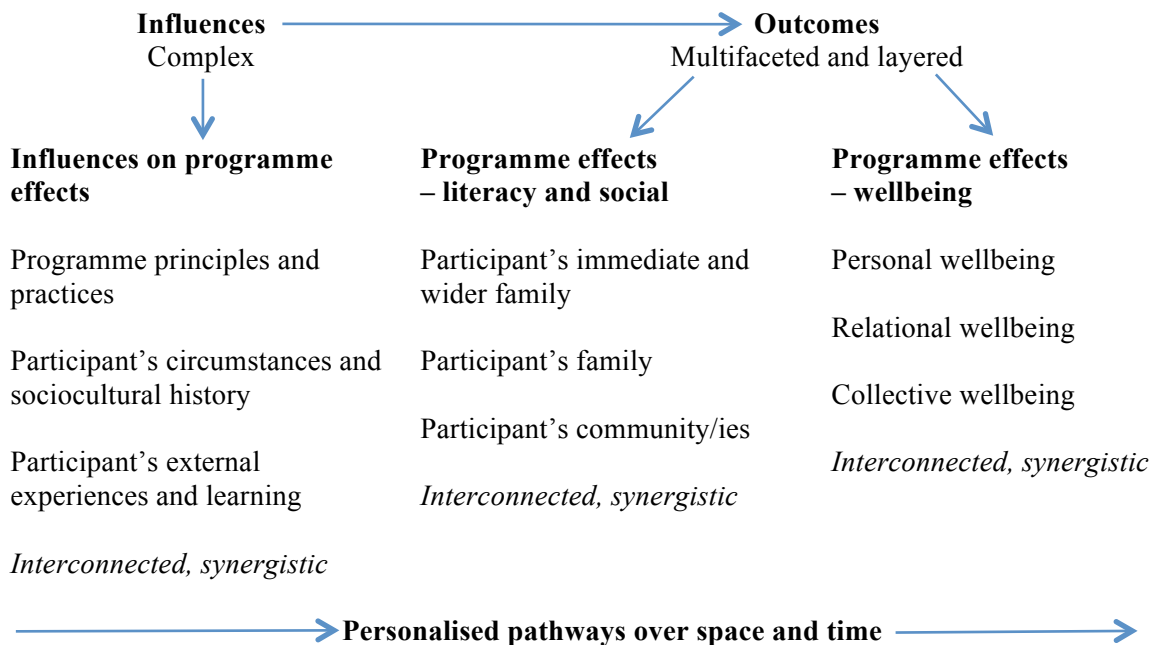 Influences
Complex
Outcomes
Multifaceted and layered
Influences on programme
effects
Programme principles and
practices
Participant’s circumstances and
sociocultural history
Participant’s external
experiences and learning
Interconnected, synergistic
Programme effects
– literacy and social
Participant’s immediate and
wider family
Participant’s family
Participant’s community/ies
Interconnected, synergistic
Programme effects
– wellbeing
Personal wellbeing
Relational wellbeing
Collective wellbeing
Interconnected, synergistic
Personalised pathways over space and time